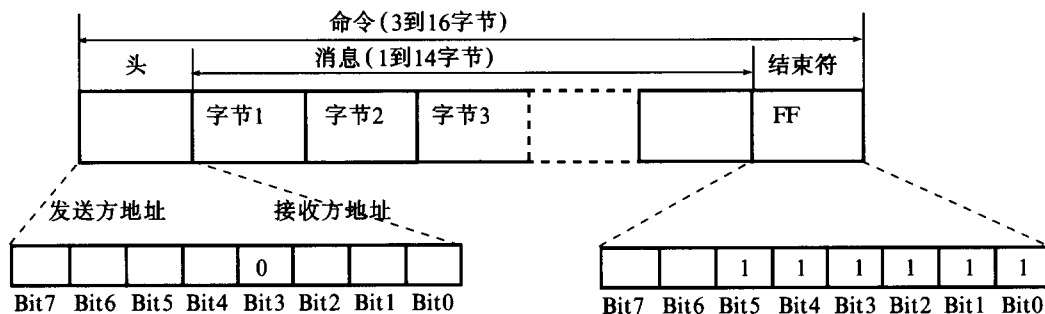 命令(3到16字节)
头 消息(1到14字节) 结束符
字节1 字节2 字节3 FF
发送方地址 接收方地址
0 1 1 1 1 1 1
Bit7 Bit6 Bit5 Bit4 Bit3 Bit2 Bit1 Bit0 Bit7 Bit6 Bit5 Bit4 Bit3 Bit2 Bit1 Bit0